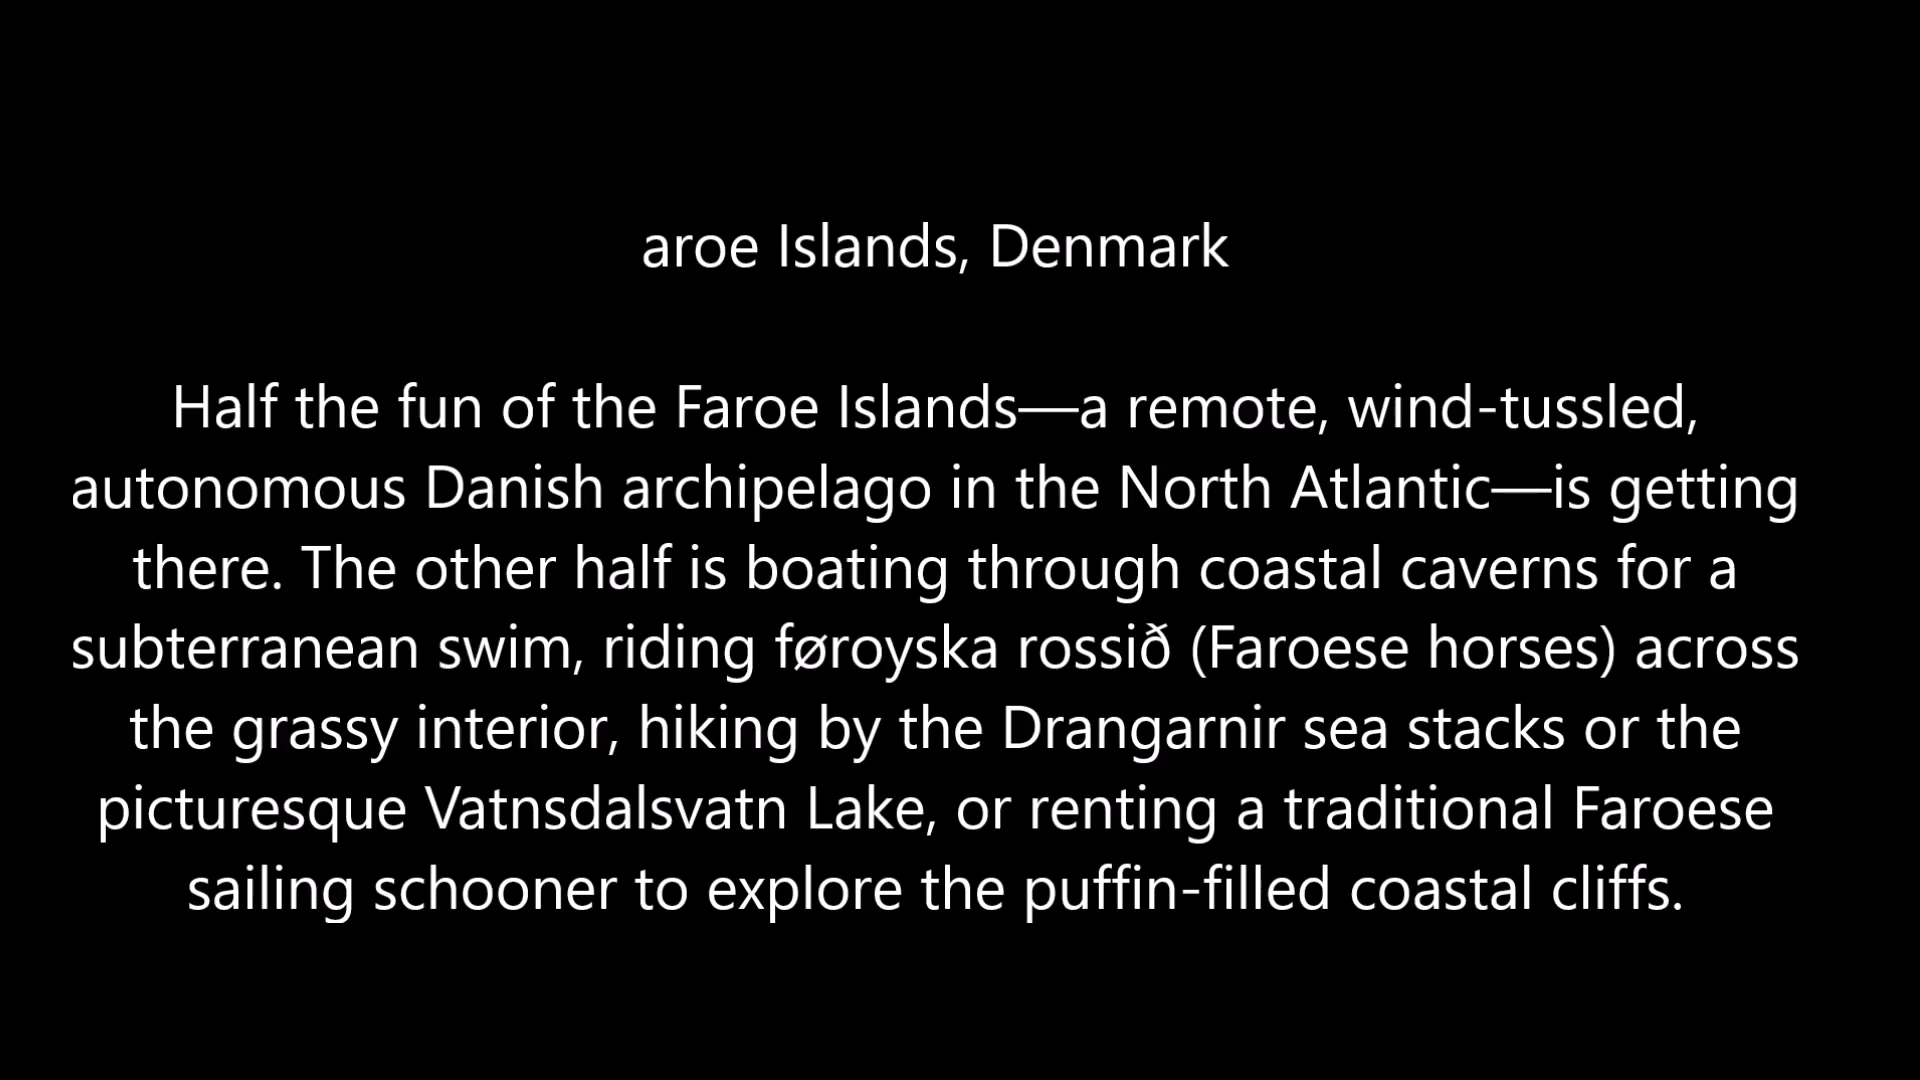 aroe Islands, Denmark
Half the fun of the Faroe Islands—a remote, wind-tussled,
autonomous Danish archipelago in the North Atlantic—is getting
there. The other half is boating through coastal caverns for a
subterranean swim, riding føroyska rossið (Faroese horses) across
the grassy interior, hiking by the Drangarnir sea stacks or the
picturesque Vatnsdalsvatn Lake, or renting a traditional Faroese
sailing schooner to explore the puffin-filled coastal cliffs.